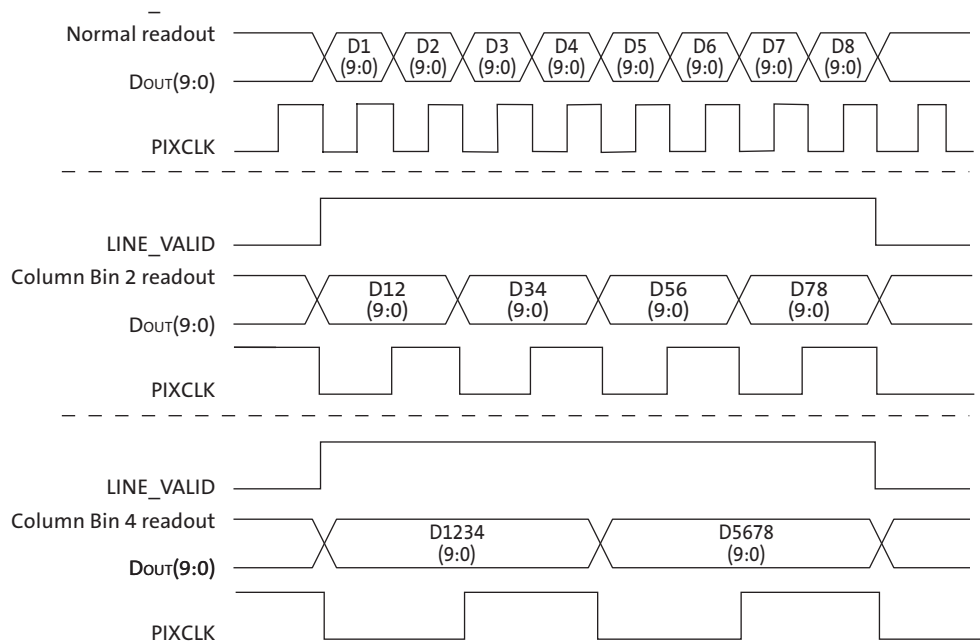 Normal readout
D1 D2 D3 D4 D5 D6 D7 D8
(9:0) (9:0) (9:0) (9:0) (9:0) (9:0) (9:0) (9:0)
DOUT(9:0)
PIXCLK
LINE_VALID
Column Bin 2 readout
D12 D34 D56 D78
(9:0) (9:0) (9:0) (9:0)
DOUT(9:0)
PIXCLK
LINE_VALID
Column Bin 4 readout
D1234 D5678
(9:0) (9:0)
DOUT(9:0)
PIXCLK